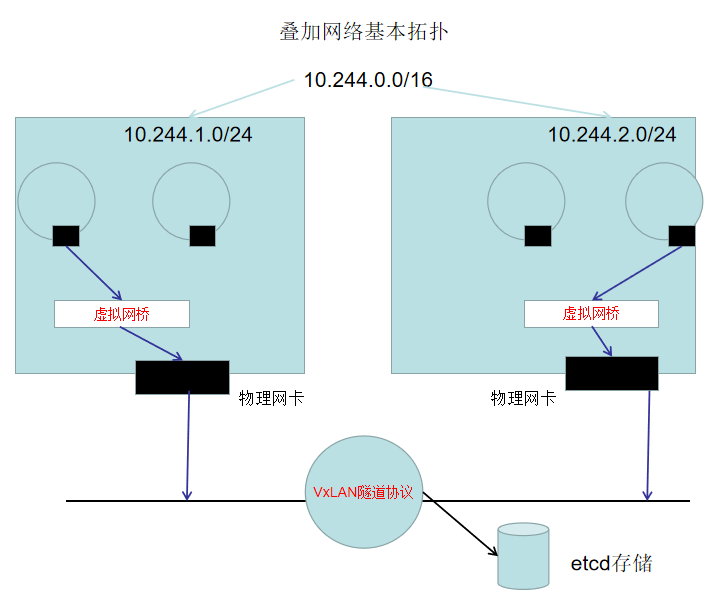 叠加网络基本拓扑
10.244.0.0/16
10.244.1.0/24
10.244.2.0/24
虚拟网桥
虚拟网桥
物理网卡
物理网卡
VxLAN隧道协议
etcd存储